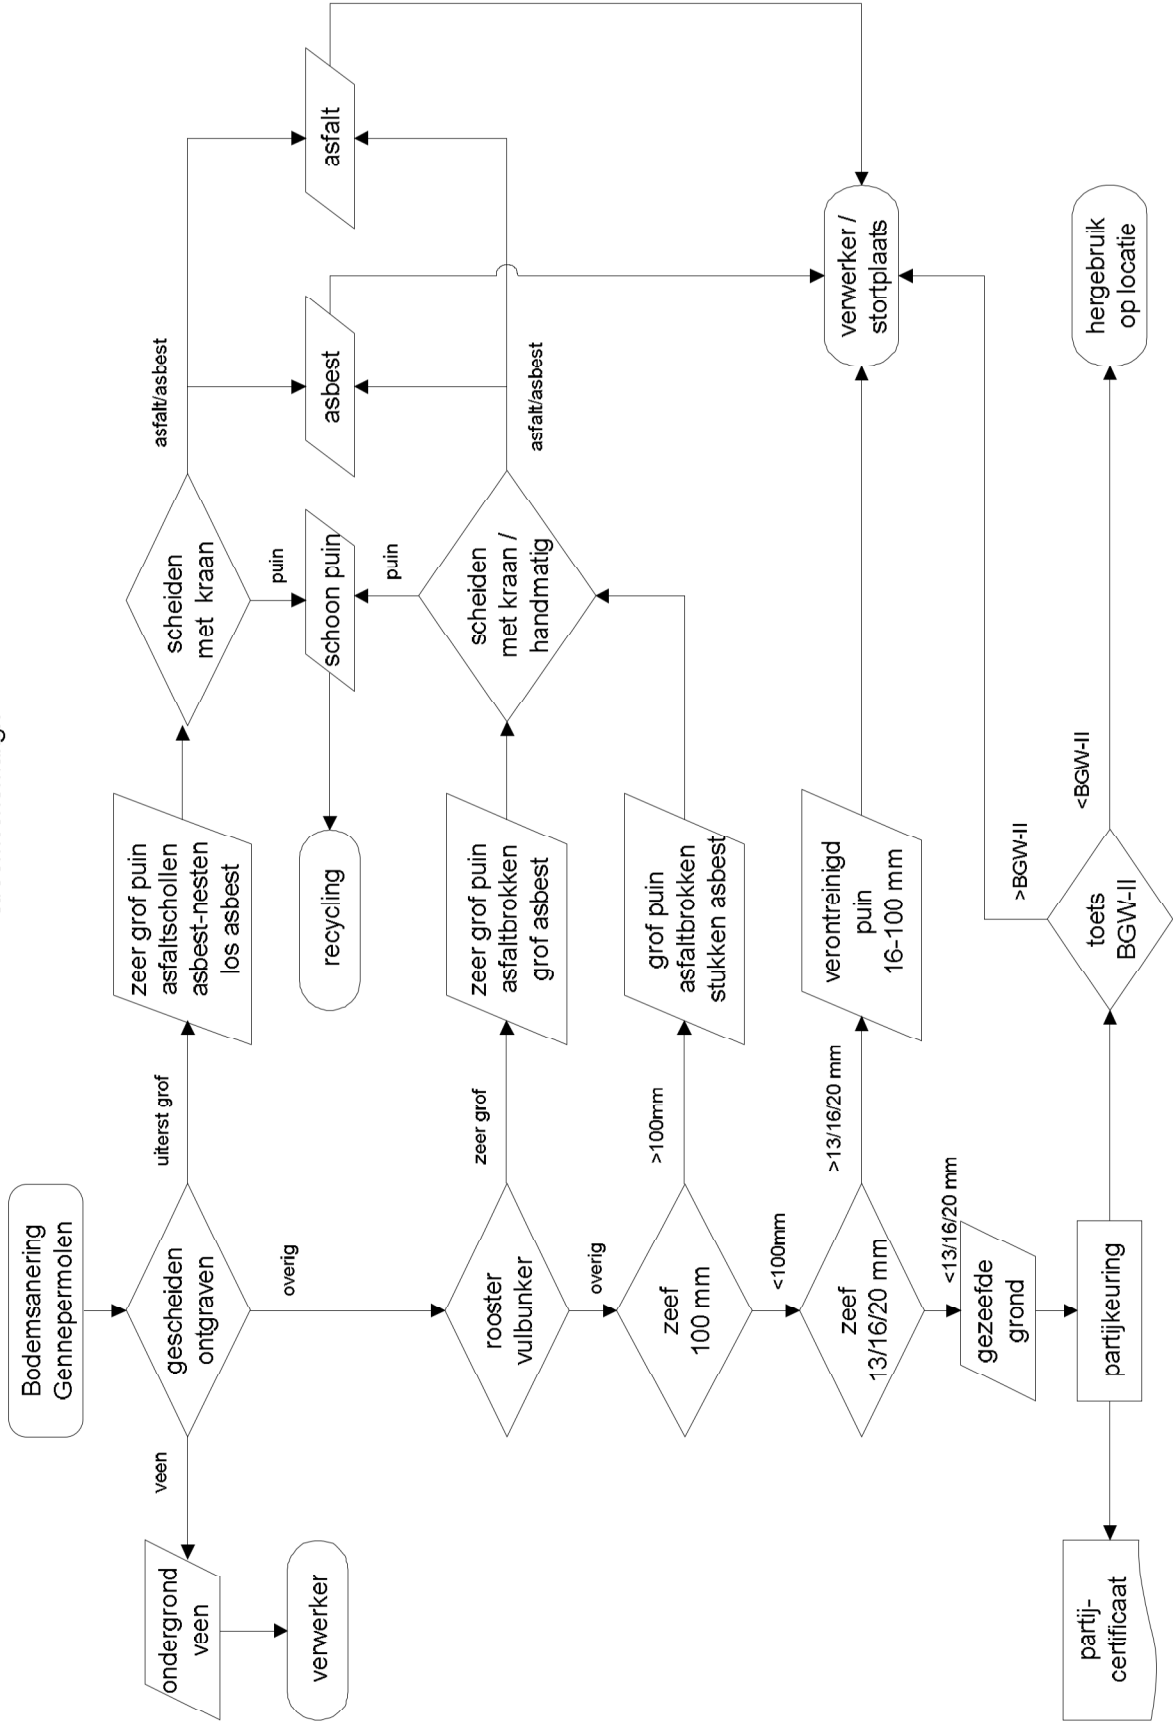 Bodemsanering
Gennepermolen
gescheiden
ontgraven
veen
ondergrond
veen
verwerker
uiterst grof
zeer grof puin
asfaltschollen
asbest-nesten
los asbest
scheiden
met kraan
asfalt/asbest
puin
schoon puin
recycling
asbest
asfalt
overig
rooster
vulbunker
zeer grof
zeer grof puin
asfaltbrokken
grof asbest
scheiden
met kraan /
handmatig
puin
asfalt/asbest
overig
zeef
100 mm
>100mm
grof puin
asfaltbrokken
stukken asbest
<100mm
zeef
13/16/20 mm
>13/16/20 mm
verontreinigd
puin
16-100 mm
verwerker /
stortplaats
<13/16/20 mm
gezeefde
grond
partijkeuring
partij-
certificaat
toets
BGW-II
>BGW-II
<BGW-II
hergebruik
op locatie